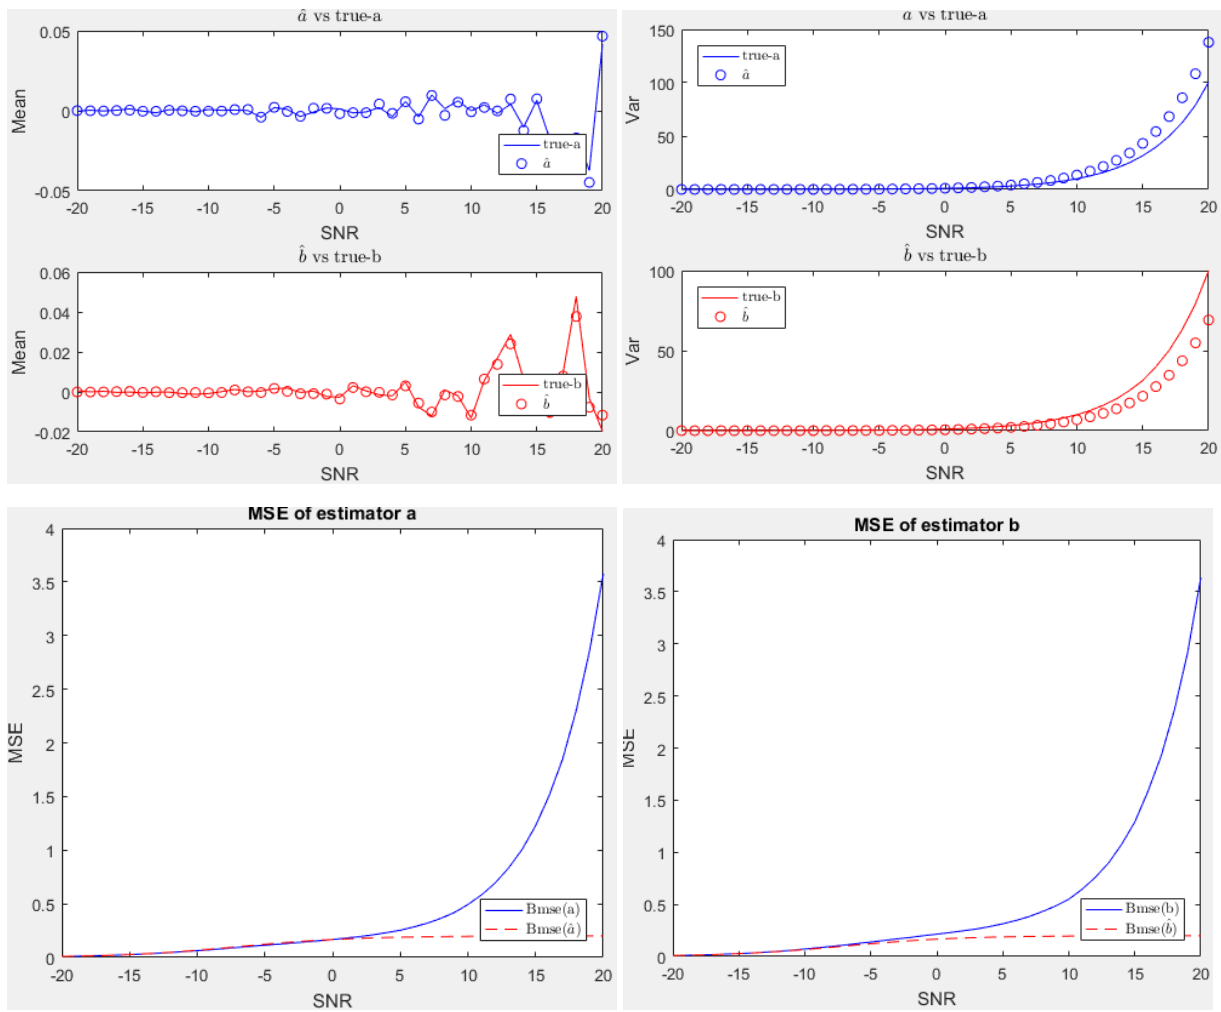 â vs true-a
0.05
0
-0.05
Mean
-20 -15 -10 -5 0 5 10 15 20
SNR
true-a
â
b̂ vs true-b
0.06
0.04
0.02
0
-0.02
Mean
-20 -15 -10 -5 0 5 10 15 20
SNR
true-b
b̂
a vs true-a
150
100
50
0
Var
-20 -15 -10 -5 0 5 10 15 20
SNR
true-a
â
b̂ vs true-b
100
50
0
Var
-20 -15 -10 -5 0 5 10 15 20
SNR
true-b
b̂
MSE of estimator a
4
3.5
3
2.5
2
1.5
1
0.5
0
MSE
-20 -15 -10 -5 0 5 10 15 20
SNR
Bmse(a)
Bmse(â)
MSE of estimator b
4
3.5
3
2.5
2
1.5
1
0.5
0
MSE
-20 -15 -10 -5 0 5 10 15 20
SNR
Bmse(b)
Bmse(b̂)